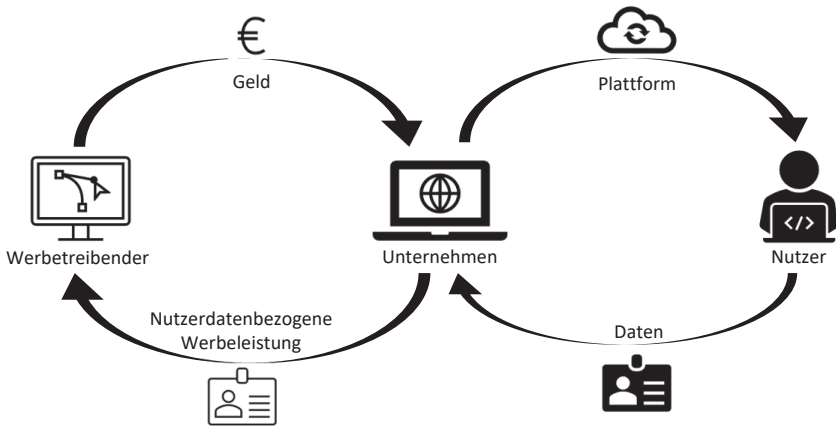 €
Geld
Plattform
</>
Werbetreibender
Unternehmen
Nutzer
Nutzerdatenbezogene
Werbeleistung
Daten